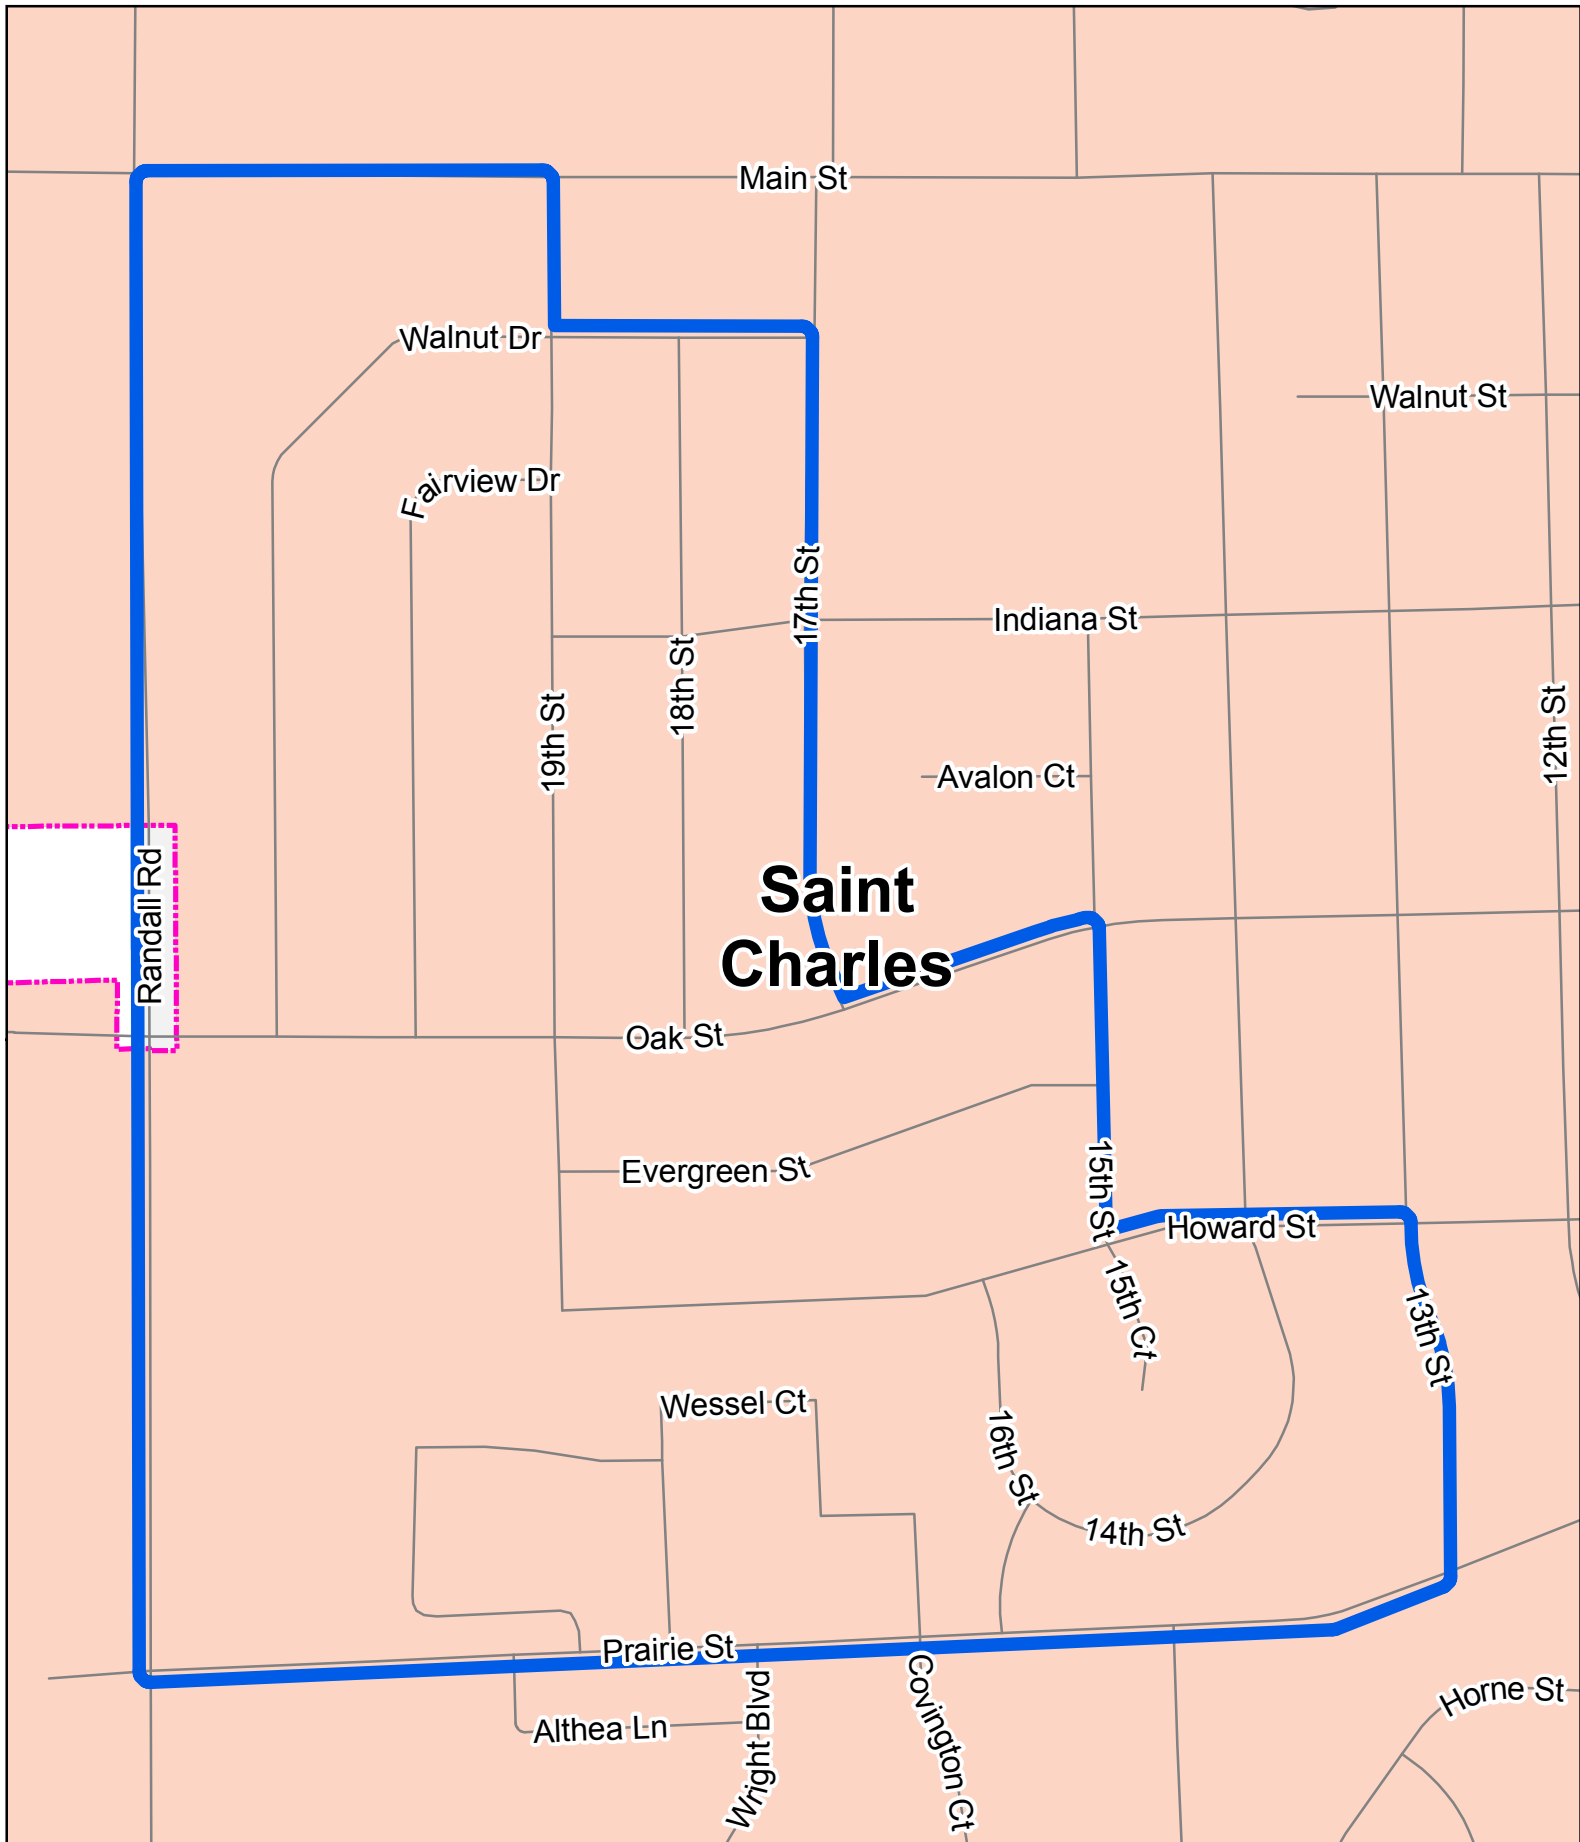 Main St
Walnut Dr
Walnut St
Fairview Dr
17th St
Indiana St
18th St
19th St
12th St
Avalon Ct
Saint
Charles
Randall Rd
Oak St
Evergreen St
15th St
Howard St
15th Ct
13th St
Wessel Ct
16th St
14th St
Prairie St
Covington Ct
Wright Blvd
Horne St
Althea Ln